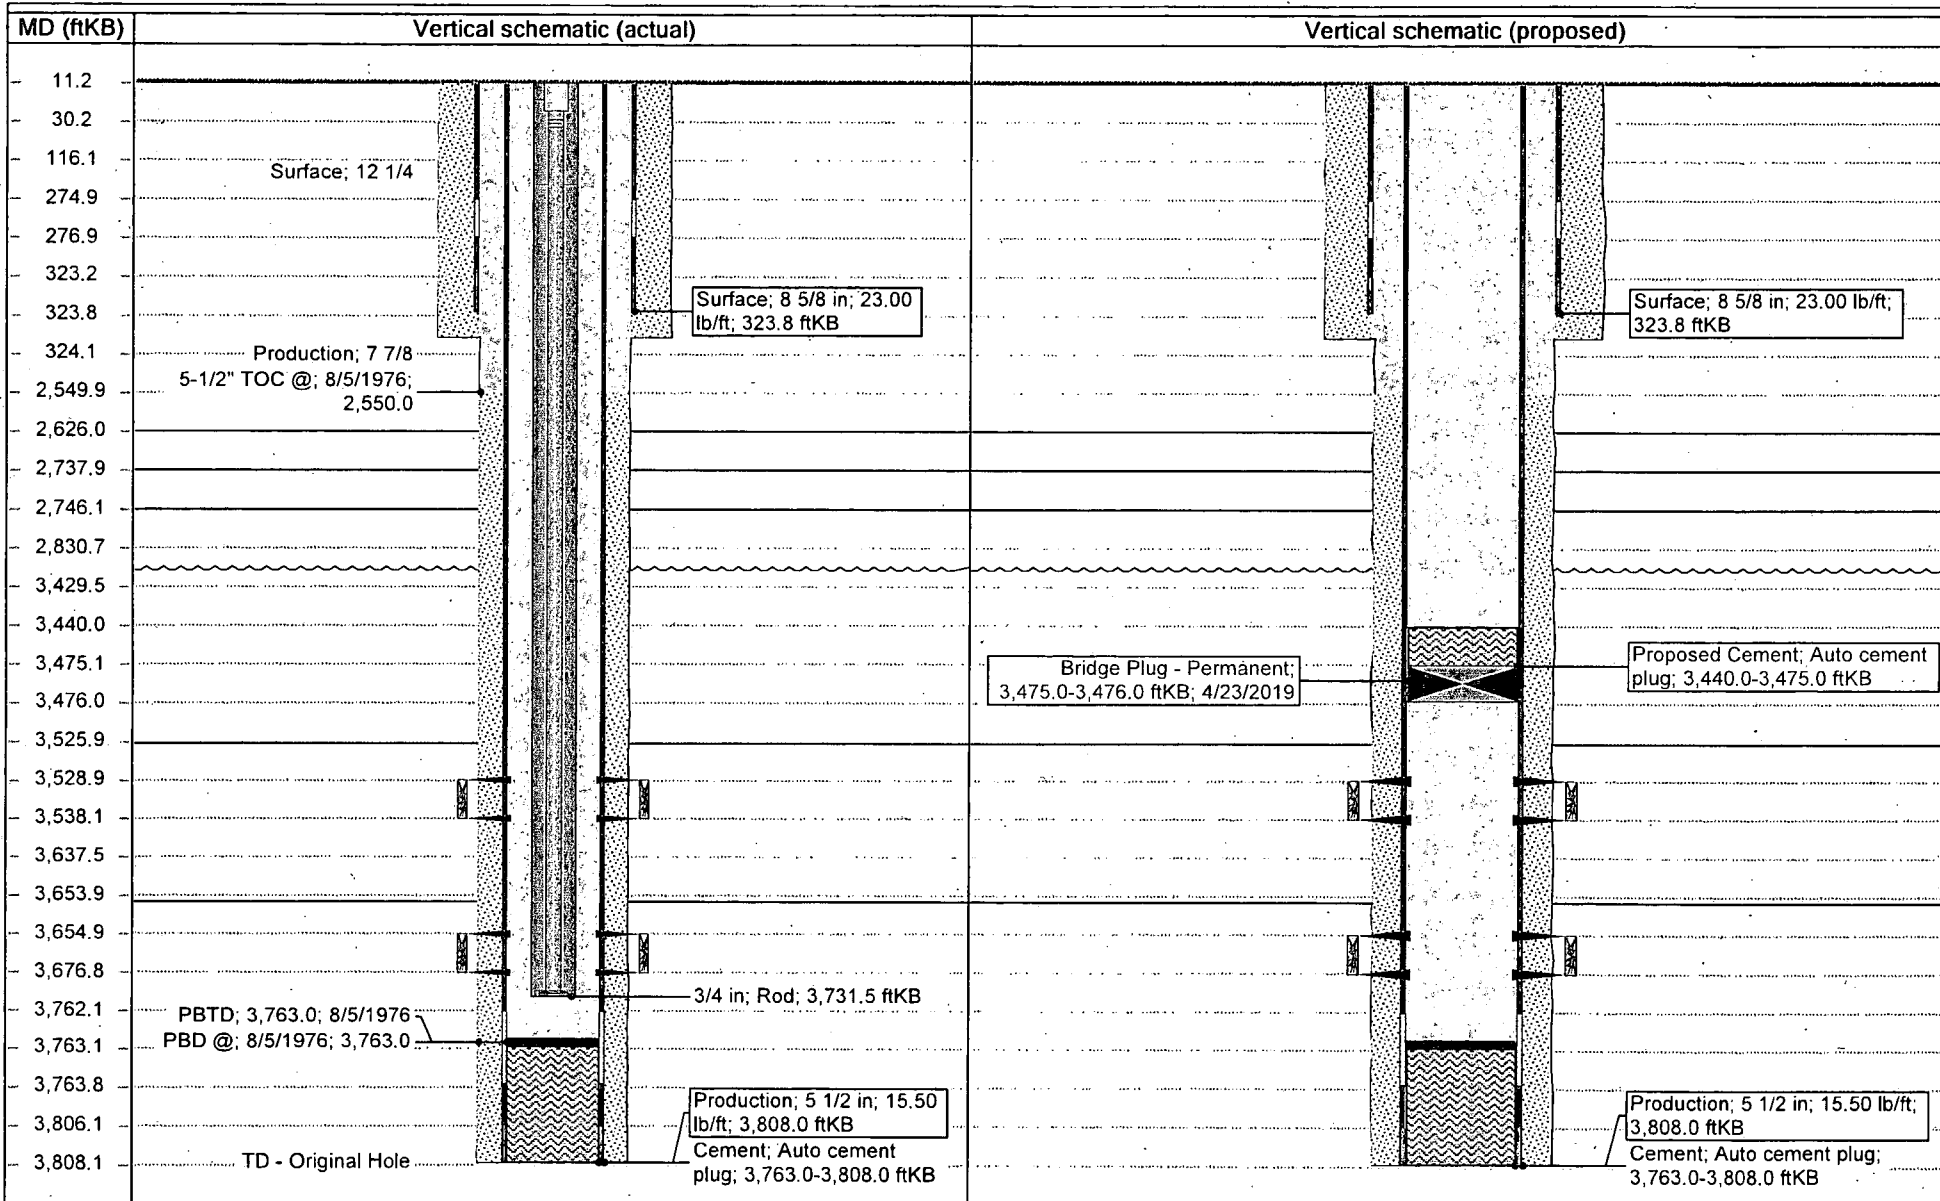 MD (ftKB)
Vertical schematic (actual)
Vertical schematic (proposed)
11.2
30.2
116.1
274.9
276.9
323.2
323.8
324.1
2,549.9
2,626.0
2,737.9
2,746.1
2,830.7
3,429.5
3,440.0
3,475.1
3,476.0
3,525.9
3,528.9
3,538.1
3,637.5
3,653.9
3,654.9
3,676.8
3,762.1
3,763.1
3,763.8
3,806.1
3,808.1
Surface; 12 1/4
Surface; 8 5/8 in; 23.00
lb/ft; 323.8 ftKB
Production; 7 7/8
5-1/2" TOC @; 8/5/1976;
2,550.0
3/4 in; Rod; 3,731.5 ftKB
PBTD; 3,763.0; 8/5/1976
PBD @; 8/5/1976; 3,763.0
Production; 5 1/2 in; 15.50
lb/ft; 3,808.0 ftKB
Cement; Auto cement
plug; 3,763.0-3,808.0 ftKB
TD - Original Hole
Surface; 8 5/8 in; 23.00 lb/ft;
323.8 ftKB
Bridge Plug - Permanent;
3,475.0-3,476.0 ftKB; 4/23/2019
Proposed Cement; Auto cement
plug; 3,440.0-3,475.0 ftKB
Production; 5 1/2 in; 15.50 lb/ft;
3,808.0 ftKB
Cement; Auto cement plug;
3,763.0-3,808.0 ftKB